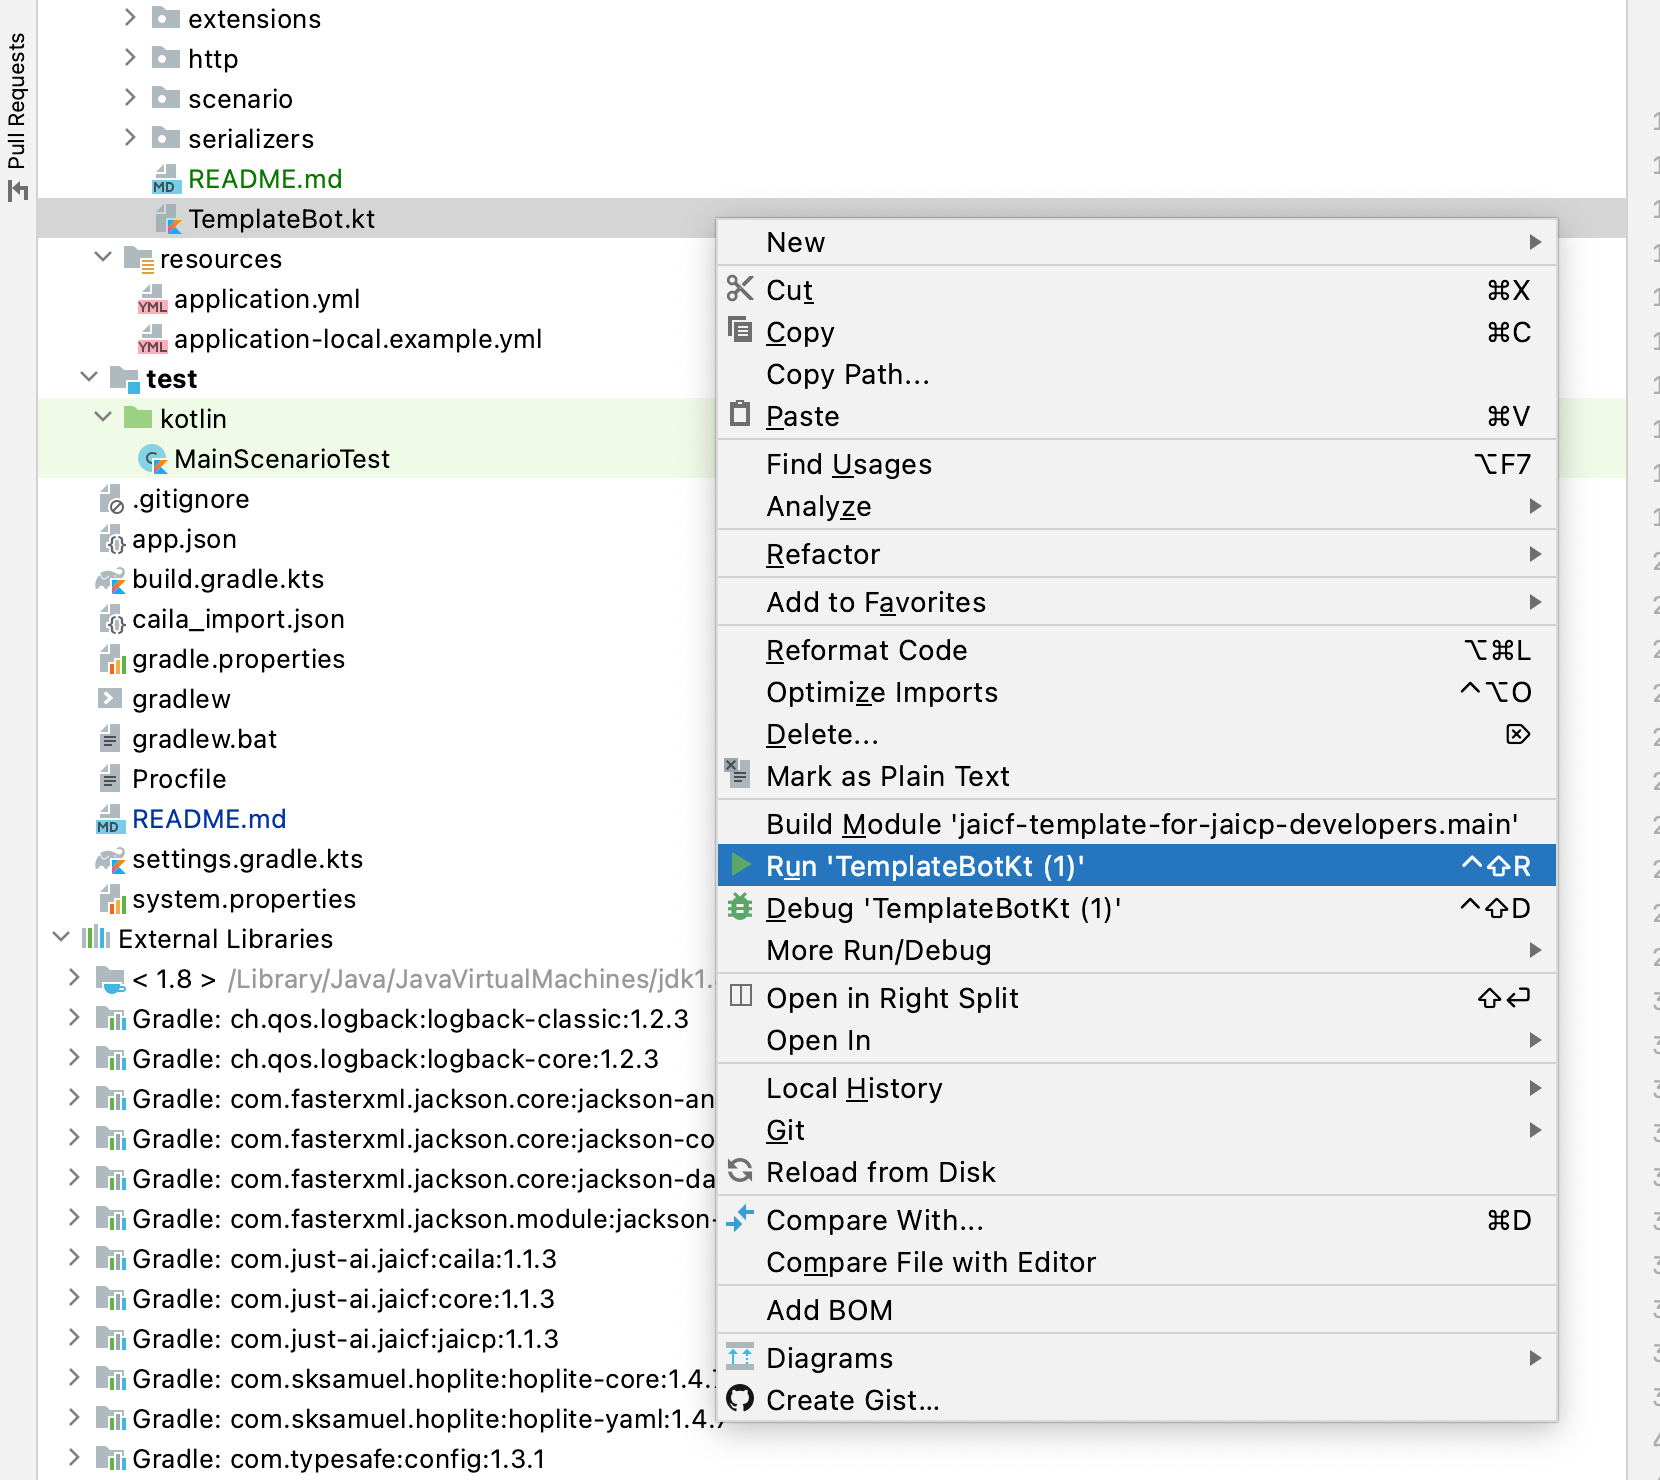 Pull Requests
extensions
http
scenario
serializers
README.md
TemplateBot.kt
resources
application.yml
application-local.example.yml
test
kotlin
MainScenarioTest
.gitignore
app.json
build.gradle.kts
caila_import.json
gradle.properties
gradlew
gradlew.bat
Procfile
README.md
settings.gradle.kts
system.properties
External Libraries
< 1.8 > /Library/Java/JavaVirtualMachines/jdk1.
Gradle: ch.qos.logback:logback-classic:1.2.3
Gradle: ch.qos.logback:logback-core:1.2.3
Gradle: com.fasterxml.jackson.core:jackson-an
Gradle: com.fasterxml.jackson.core:jackson-co
Gradle: com.fasterxml.jackson.core:jackson-da
Gradle: com.fasterxml.jackson.module:jackson-
Gradle: com.just-ai.jaicf:caila:1.1.3
Gradle: com.just-ai.jaicf:core:1.1.3
Gradle: com.just-ai.jaicf:jaicp:1.1.3
Gradle: com.sksamuel.hoplite:hoplite-core:1.4.
Gradle: com.sksamuel.hoplite:hoplite-yaml:1.4.
Gradle: com.typesafe:config:1.3.1
New
Cut ⌘X
Copy ⌘C
Copy Path...
Paste ⌘V
Find Usages ⌥F7
Analyze
Refactor
Add to Favorites
Reformat Code ⌥⌘L
Optimize Imports ^⌥O
Delete... ⌦
Mark as Plain Text
Build Module 'jaicf-template-for-jaicp-developers.main'
Run 'TemplateBotKt (1)' ^⇧R
Debug 'TemplateBotKt (1)' ^⇧D
More Run/Debug
Open in Right Split ⇧⏎
Open In
Local History
Git
Reload from Disk
Compare With... ⌘D
Compare File with Editor
Add BOM
Diagrams
Create Gist...